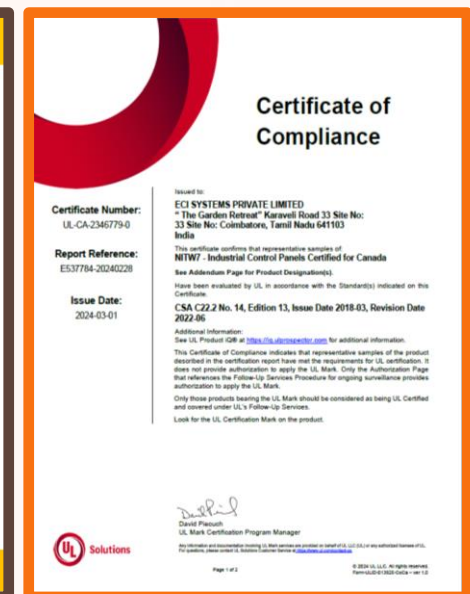 Certificate of
Compliance
Certificate Number:
UL-CA-2346779-0
Report Reference:
E537784-20240228
Issue Date:
2024-03-01
Issued to:
ECI SYSTEMS PRIVATE LIMITED
" The Garden Retreat" Karaveli Road 33 Site No:
33 Site No: Coimbatore, Tamil Nadu 641103
India
This certificate confirms that representative samples of:
NITW7 - Industrial Control Panels Certified for Canada
See Addendum Page for Product Designation(s).
Have been evaluated by UL in accordance with the Standard(s) indicated on this
Certificate.
CSA C22.2 No. 14, Edition 13, Issue Date 2018-03, Revision Date
2022-06
Additional Information:
See UL Product iQ® at https://iq.ulprospector.com for additional information.
This Certificate of Compliance indicates that representative samples of the product
described in the certification report have met the requirements for UL certification. It
does not provide authorization to apply the UL Mark. Only the Authorization Page
that references the Follow-Up Services Procedure for ongoing surveillance provides
authorization to apply the UL Mark.
Only those products bearing the UL Mark should be considered as being UL Certified
and covered under UL's Follow-Up Services.
Look for the UL Certification Mark on the product.
David Piecuch
UL Mark Certification Program Manager
UL Solutions
Page 1 of 2
© 2024 UL LLC. All rights reserved.